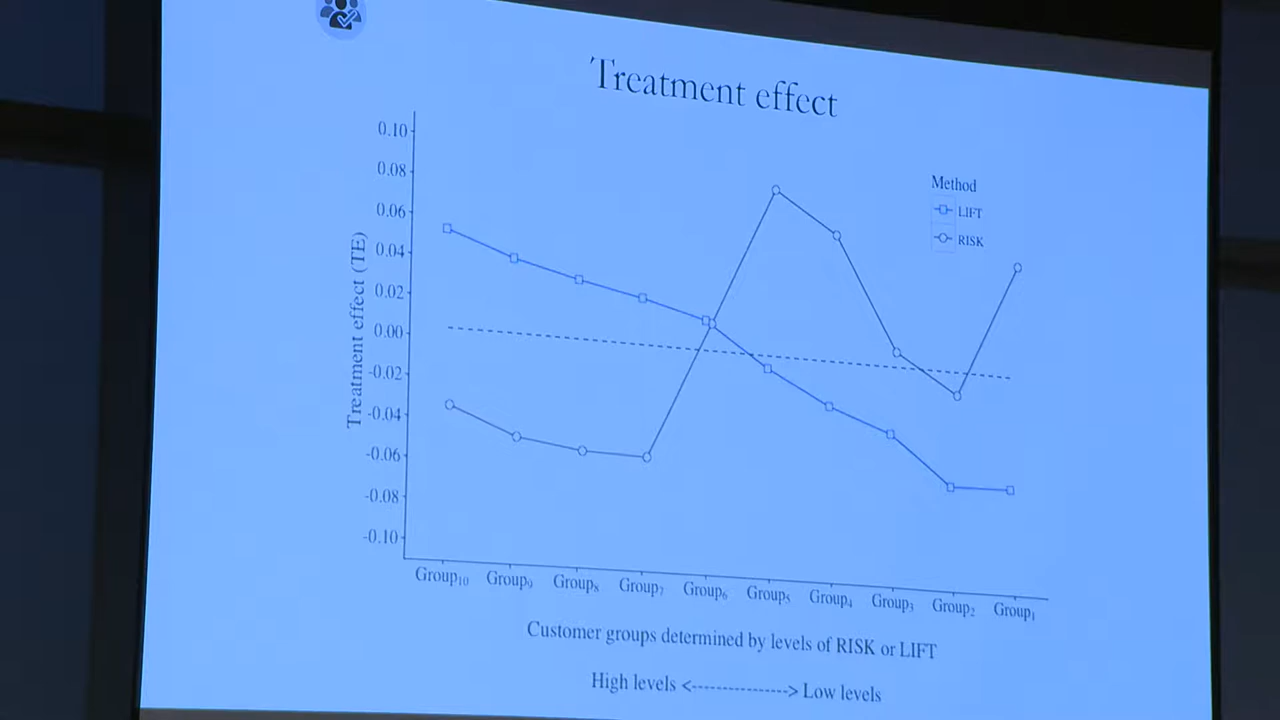 Treatment effect
0.10
0.08
0.06
0.04
0.02
0.00
-0.02
-0.04
-0.06
-0.08
-0.10
Treatment effect (TE)
Method
LIFT
RISK
Group₁₀ Group₉ Group₈ Group₇ Group₆ Group₅ Group₄ Group₃ Group₂ Group₁
Customer groups determined by levels of RISK or LIFT
High levels <---------------> Low levels